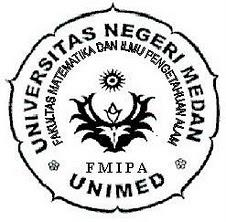 UNIVERSITAS NEGERI MEDAN
FAKULTAS MATEMATIKA DAN ILMU PENGETAHUAN ALAM
FMIPA
UNIMED